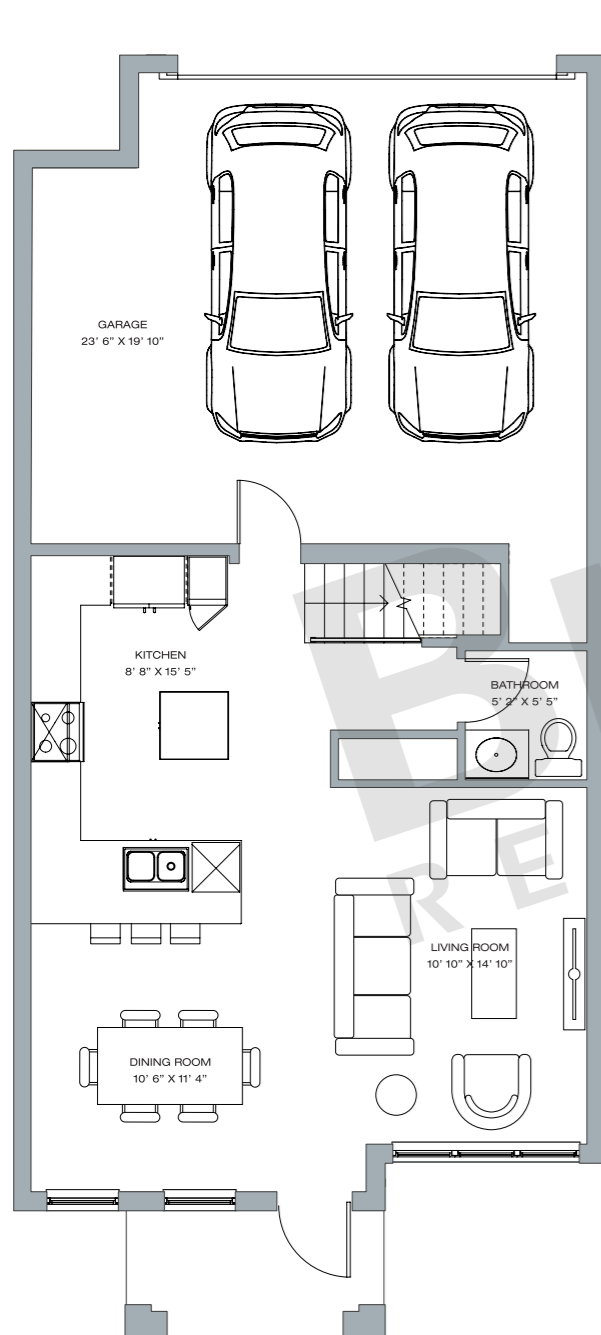 GARAGE
23’ 6” X 19’ 10”
KITCHEN
8’ 8” X 15’ 5”
BATHROOM
5’ 2” X 5’ 5”
LIVING ROOM
10’ 10” X 14’ 10”
DINING ROOM
10’ 6” X 11’ 4”
RE